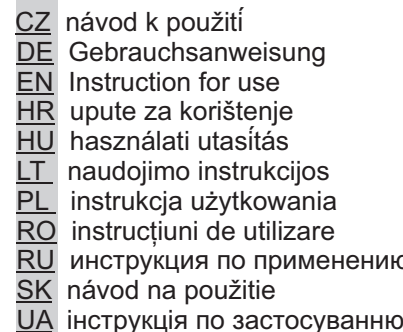 CZ návod k použití
DE Gebrauchsanweisung
EN Instruction for use
HR upute za korištenje
HU használati utasítás
LT naudojimo instrukcijos
PL instrukcja użytkowania
RO instrucțiuni de utilizare
RU инструкция по применению
SK návod na použitie
UA інструкція по застосуванню